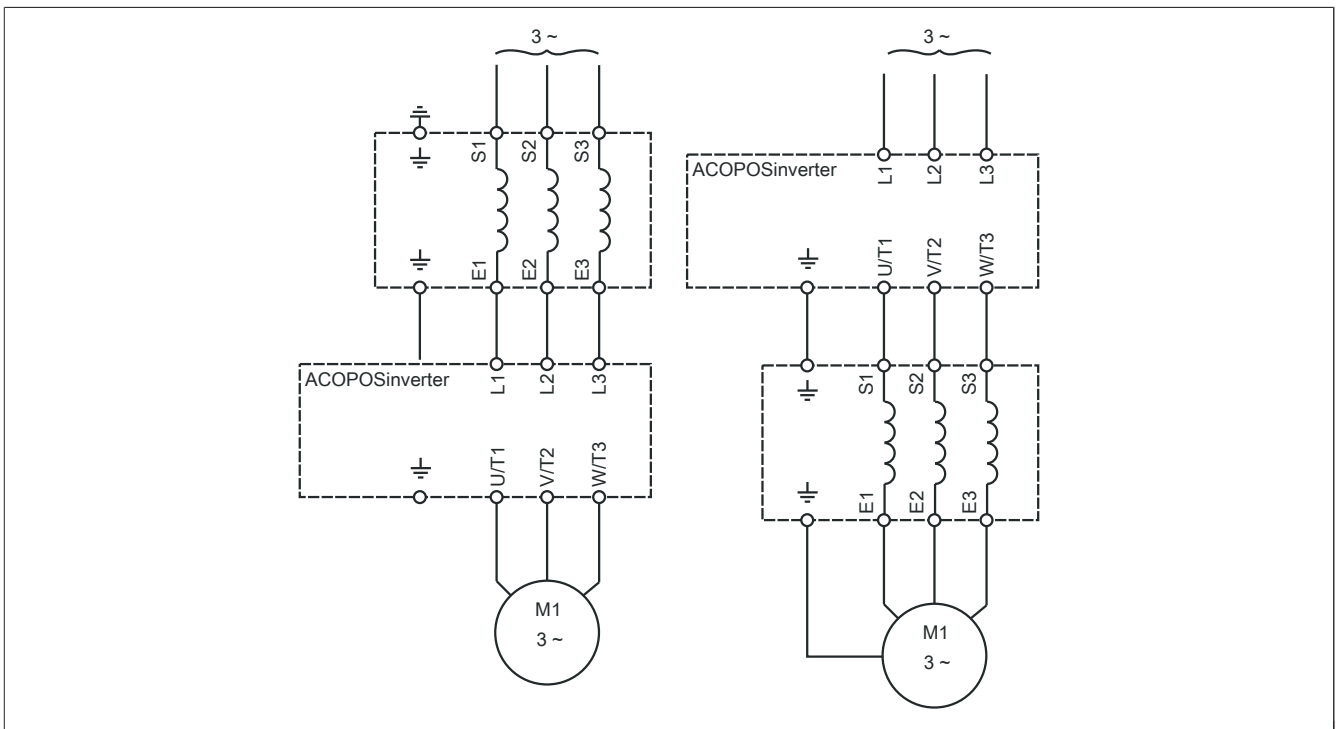 3 ~
S1 S2 S3
E1 E2 E3
ACOPOSinverter
L1 L2 L3
U/T1 V/T2 W/T3
M1
3 ~
3 ~
ACOPOSinverter
L1 L2 L3
U/T1 V/T2 W/T3
S1 S2 S3
E1 E2 E3
M1
3 ~